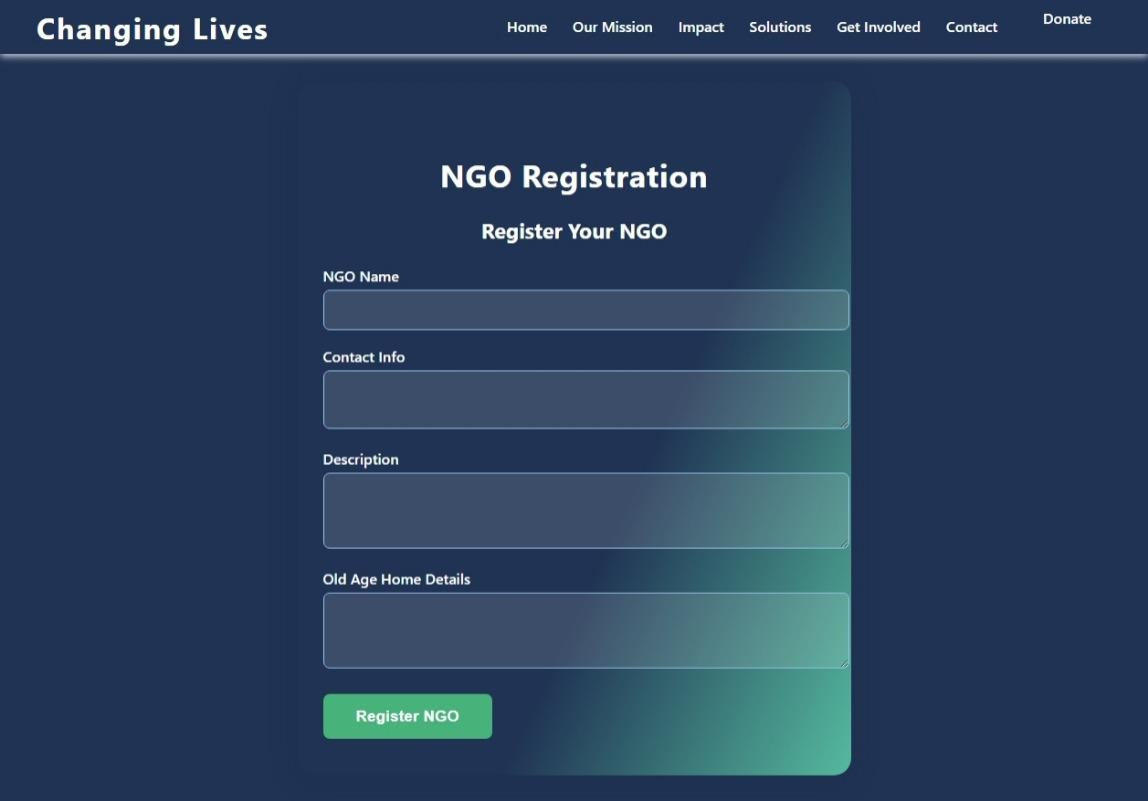 Changing Lives
Home Our Mission Impact Solutions Get Involved Contact Donate
NGO Registration
Register Your NGO
NGO Name
Contact Info
Description
Old Age Home Details
Register NGO